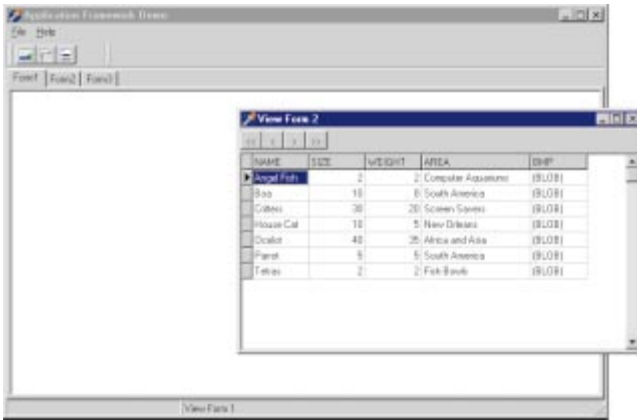 Application Framework Demo
File Help
Form1 Form2 Form3
View Form 2
<< < > >>
NAME SIZE WEIGHT AREA BMP
Angel Fish 2 2 Computer Aquariums (BLOB)
Boa 10 8 South America (BLOB)
Critters 30 20 Screen Savers (BLOB)
House Cat 10 5 New Orleans (BLOB)
Ocelot 40 35 Africa and Asia (BLOB)
Parrot 5 5 South America (BLOB)
Tetras 2 2 Fish Bowls (BLOB)
View Form 1